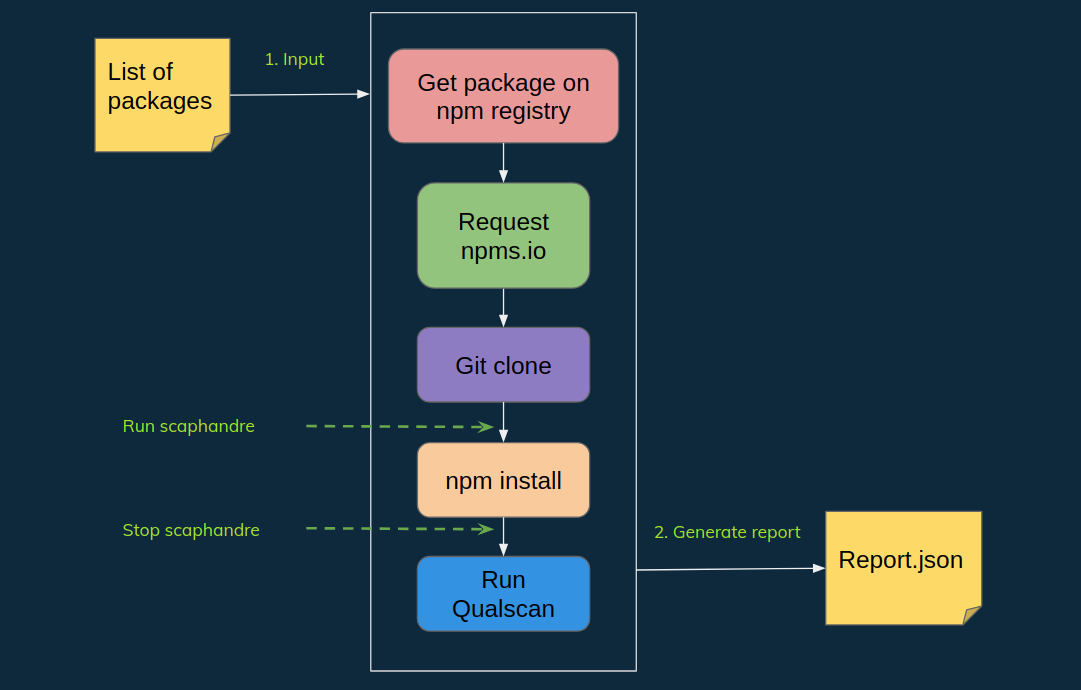 List of
packages
1. Input
Get package on
npm registry
Request
npms.io
Git clone
Run scaphandre
npm install
Stop scaphandre
Run
Qualscan
2. Generate report
Report.json